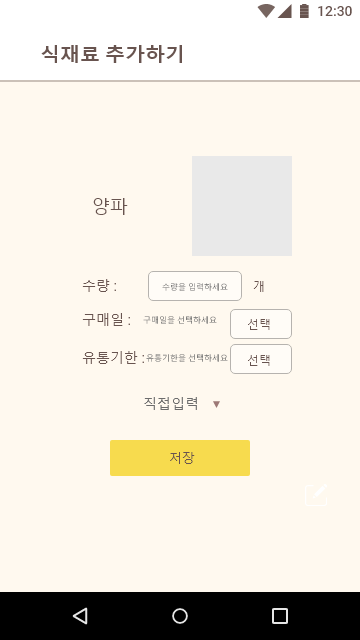 12:30
식재료 추가하기
양파
수량 : 수량을 입력하세요 개
구매일 : 구매일을 선택하세요 선택
유통기한 : 유통기한을 선택하세요 선택
직접입력 ▼
저장